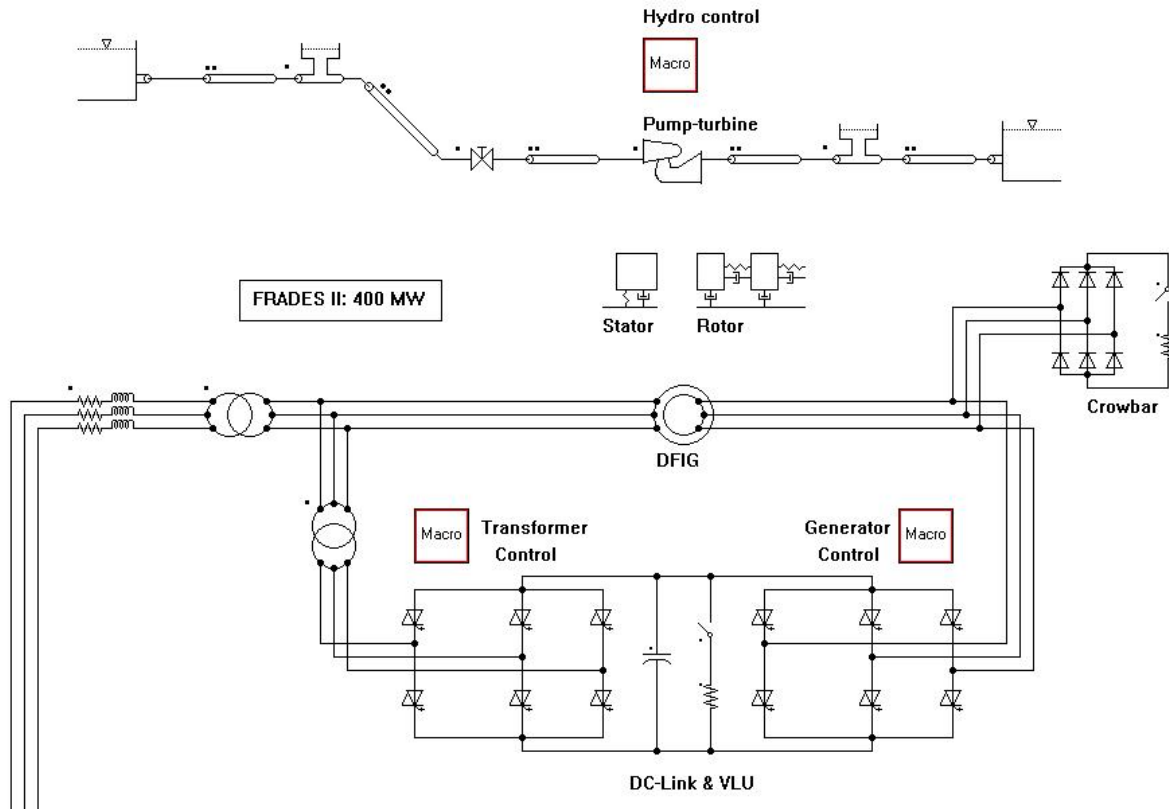 Hydro control
Macro
Pump-turbine
FRADES II: 400 MW
Stator
Rotor
Crowbar
DFIG
Macro
Transformer
Control
Generator
Control
Macro
DC-Link & VLU